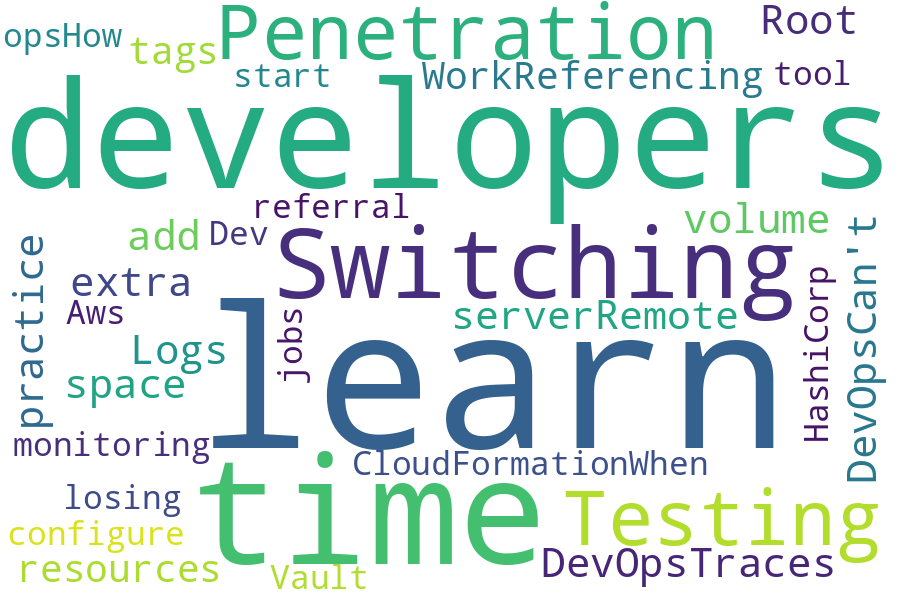 opsHow
tags
Penetration
Root
start
WorkReferencing
tool
developers
referral
add
Dev
Switching
volume
practice
extra
Aws
jobs
serverRemote
HashiCorp
DevOpsCan't
Logs
space
learn
monitoring
CloudFormationWhen
losing
time
Testing
configure
resources
Vault
DevOpsTraces